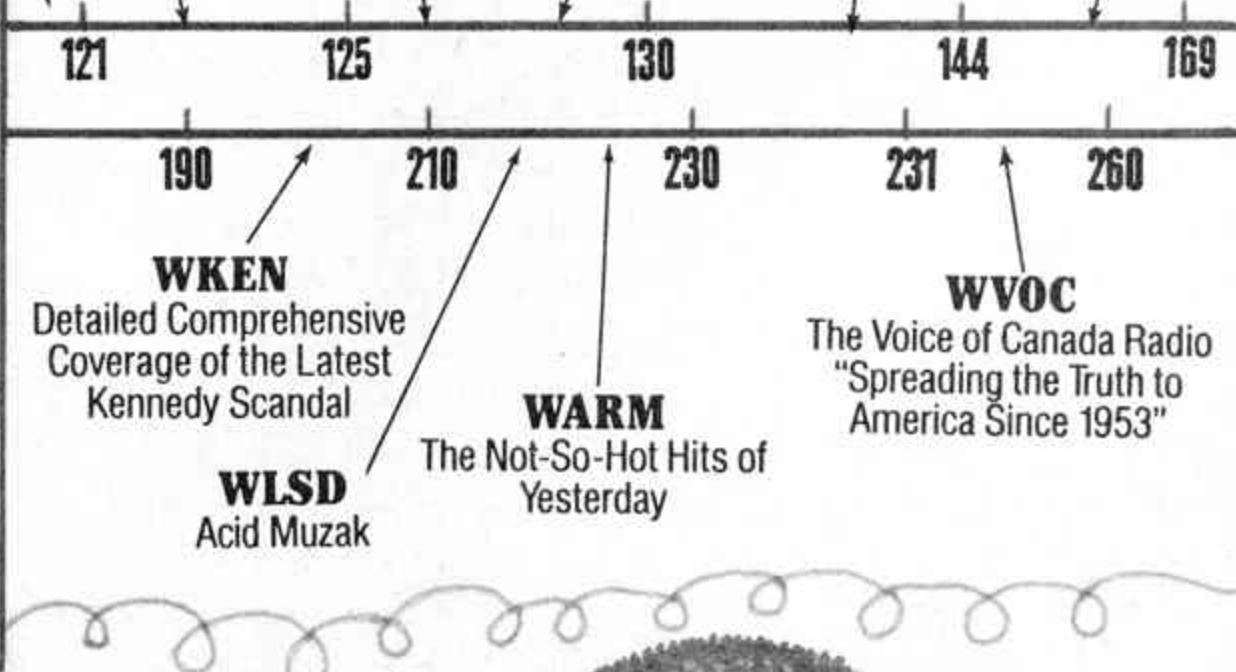 121 125 130 144 169
190 210 230 231 260
WKEN
Detailed Comprehensive
Coverage of the Latest
Kennedy Scandal
WLSD
Acid Muzak
WARM
The Not-So-Hot Hits of
Yesterday
WVOC
The Voice of Canada Radio
“Spreading the Truth to
America Since 1953”